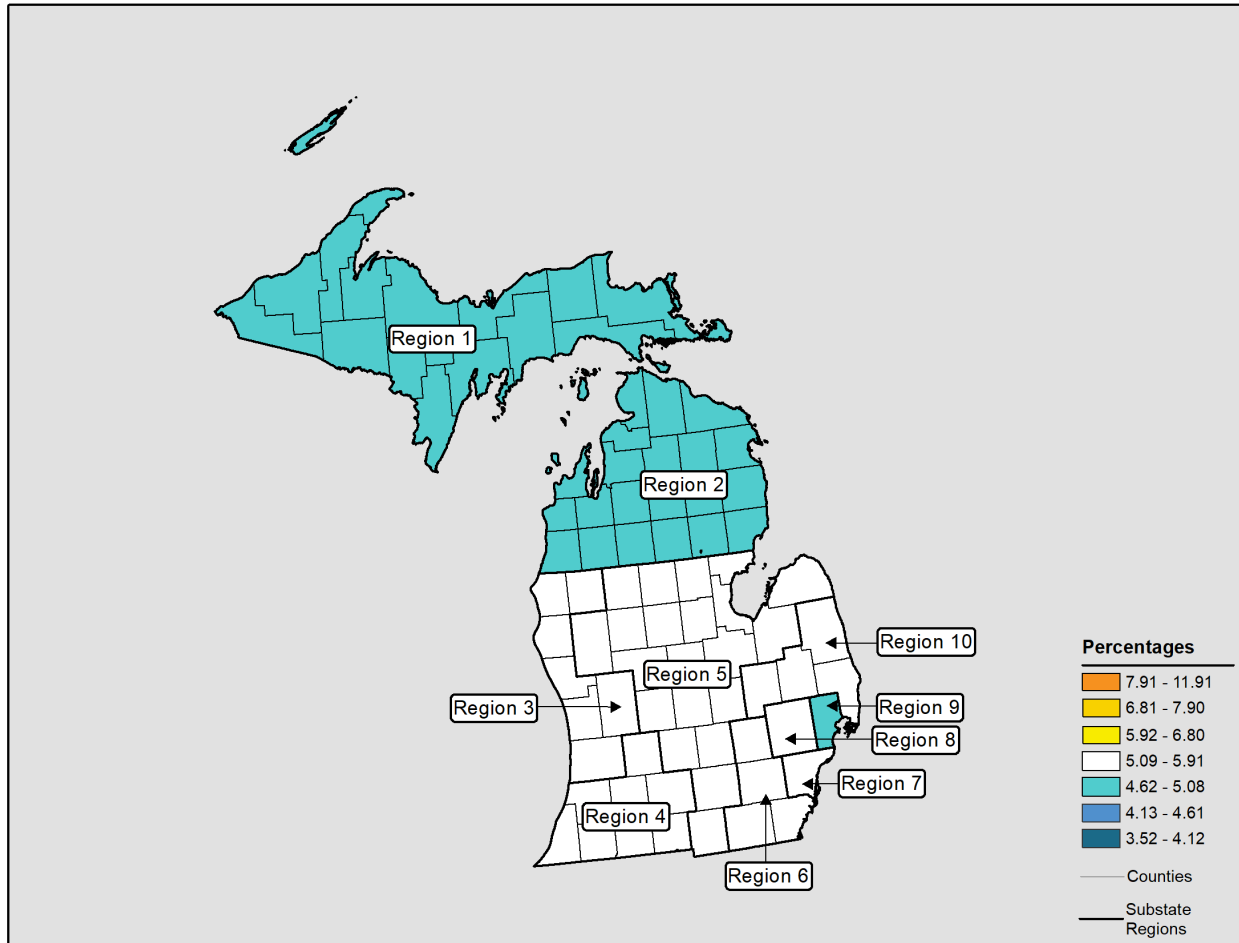 Region 1
Region 2
Region 10
Region 5
Region 3
Region 9
Region 8
Region 7
Region 4
Region 6
Percentages
7.91 - 11.91
6.81 - 7.90
5.92 - 6.80
5.09 - 5.91
4.62 - 5.08
4.13 - 4.61
3.52 - 4.12
Counties
Substate
Regions